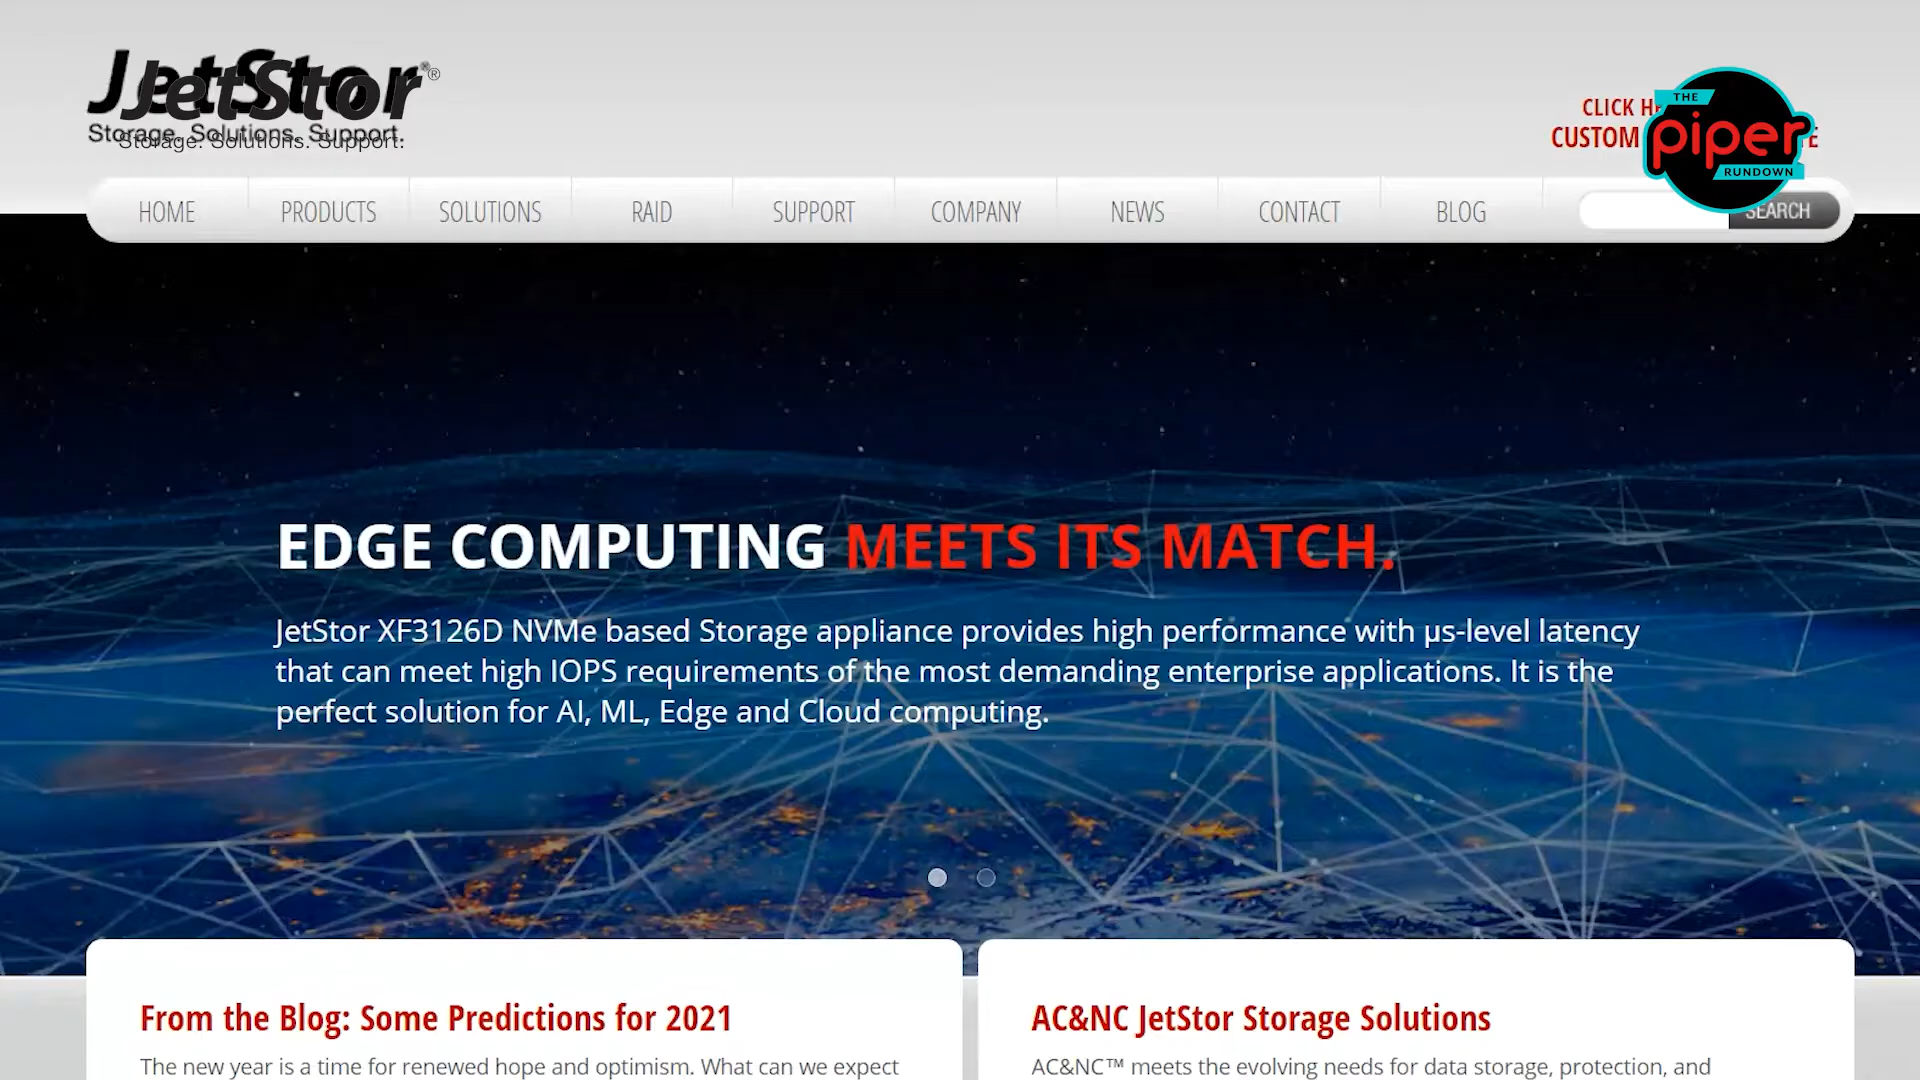 JetStor®
Storage. Solutions. Support.
JetStor®
Storage. Solutions. Support.
CLICK
CUSTOM
THE
piper
RUNDOWN
HOME PRODUCTS SOLUTIONS RAID SUPPORT COMPANY NEWS CONTACT BLOG SEARCH
EDGE COMPUTING MEETS ITS MATCH.
JetStor XF3126D NVMe based Storage appliance provides high performance with µs-level latency
that can meet high IOPS requirements of the most demanding enterprise applications. It is the
perfect solution for AI, ML, Edge and Cloud computing.
From the Blog: Some Predictions for 2021
The new year is a time for renewed hope and optimism. What can we expect
AC&NC JetStor Storage Solutions
AC&NC™ meets the evolving needs for data storage, protection, and